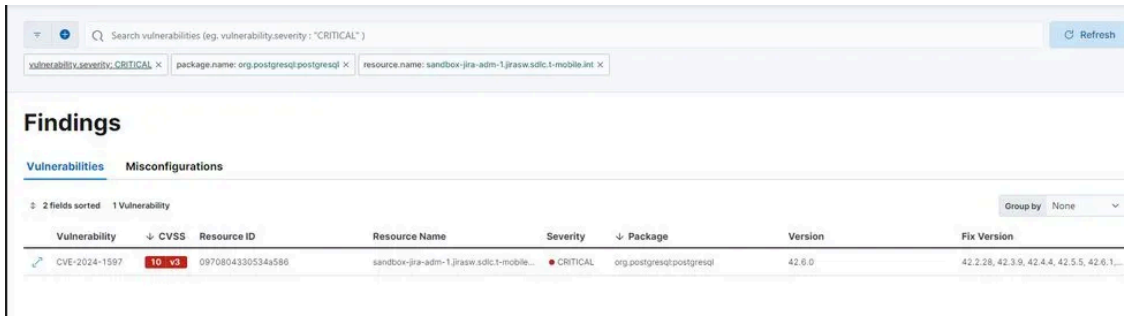 Search vulnerabilities (eg. vulnerability.severity : "CRITICAL" )
Refresh
vulnerability.severity: CRITICAL ×
package.name: org.postgresql:postgresql ×
resource.name: sandbox-jira-adm-1.jirasw.sdlc.t-mobile.int ×
Findings
Vulnerabilities Misconfigurations
2 fields sorted 1 Vulnerability
Group by None
Vulnerability CVSS Resource ID Resource Name Severity Package Version Fix Version
CVE-2024-1597 10 v3 0970804330534a586 sandbox-jira-adm-1.jirasw.sdlc.t-mobile... CRITICAL org.postgresql:postgresql 42.6.0 42.2.28, 42.3.9, 42.4.4, 42.5.5, 42.6.1,...